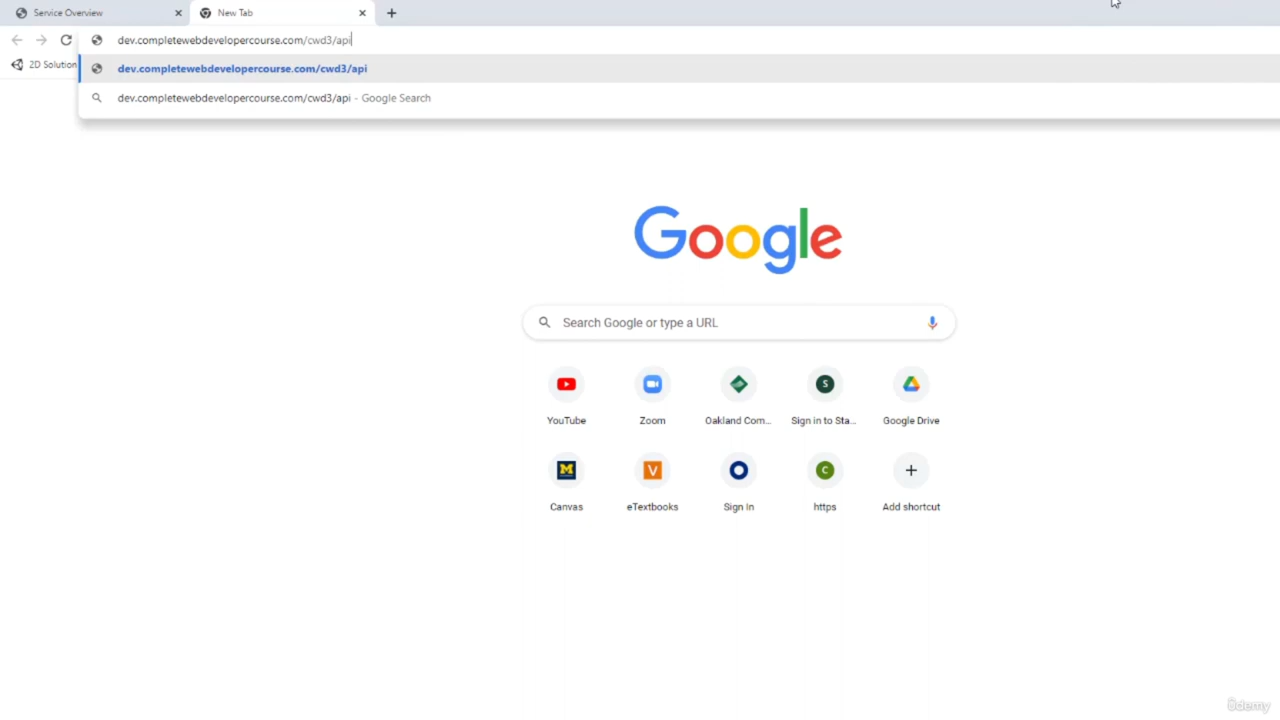 Service Overview
New Tab
dev.completewebdevelopercourse.com/cwd3/api
2D Solution
dev.completewebdevelopercourse.com/cwd3/api
dev.completewebdevelopercourse.com/cwd3/api - Google Search
Google
Search Google or type a URL
S
YouTube
Zoom
Oakland Com...
Sign in to Sta...
Google Drive
M
V
C
Canvas
eTextbooks
Sign In
https
Add shortcut
ûdemy